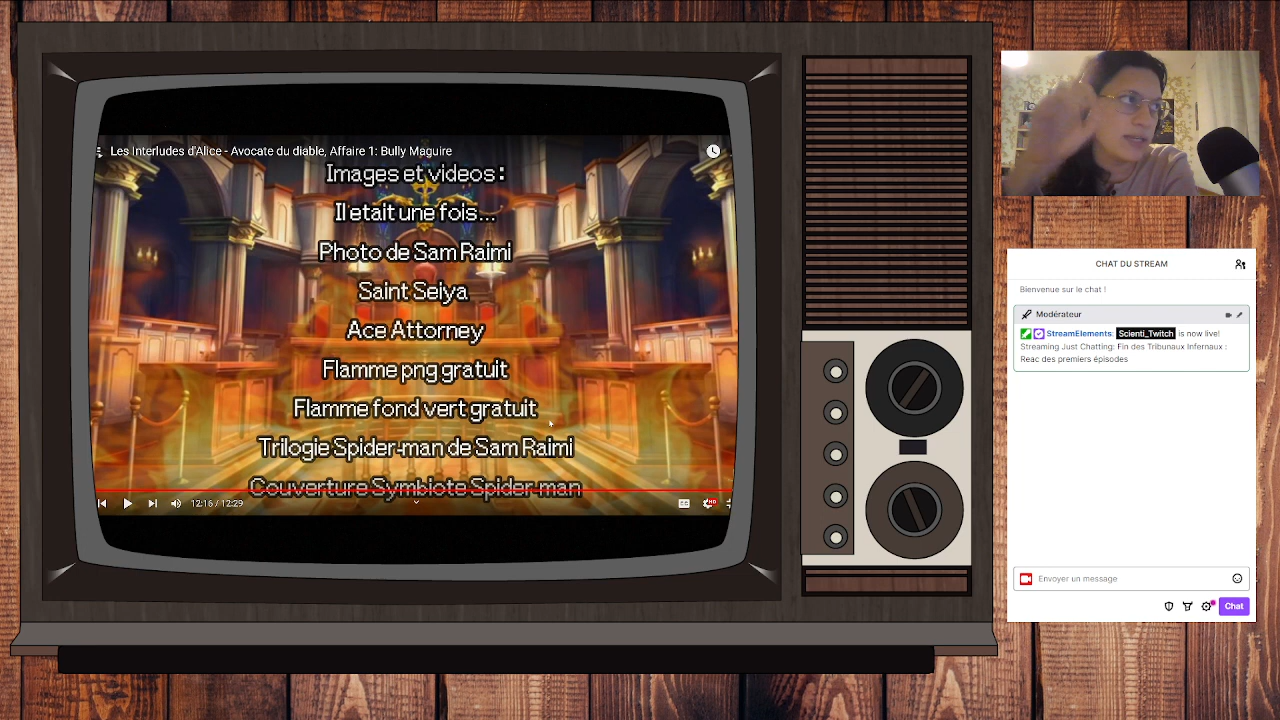 Les Interludes d'Alice - Avocate du diable, Affaire 1: Bully Maguire
Images et videos :
Il etait une fois...
Photo de Sam Raimi
Saint Seiya
Ace Attorney
Flamme png gratuit
Flamme fond vert gratuit
Trilogie Spider-man de Sam Raimi
Couverture Symbiote Spider-man
12:16 / 12:29
HD
CHAT DU STREAM
Bienvenue sur le chat !
Modérateur
StreamElements: Scienti_Twitch is now live!
Streaming Just Chatting: Fin des Tribunaux Infernaux :
Reac des premiers épisodes
Envoyer un message
Chat